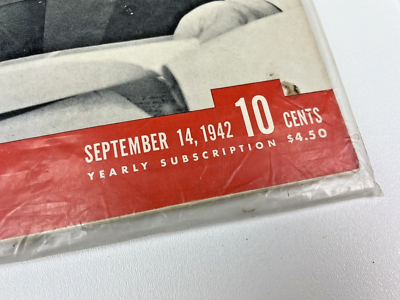 SEPTEMBER 14, 1942 10 CENTS
YEARLY SUBSCRIPTION $4.50